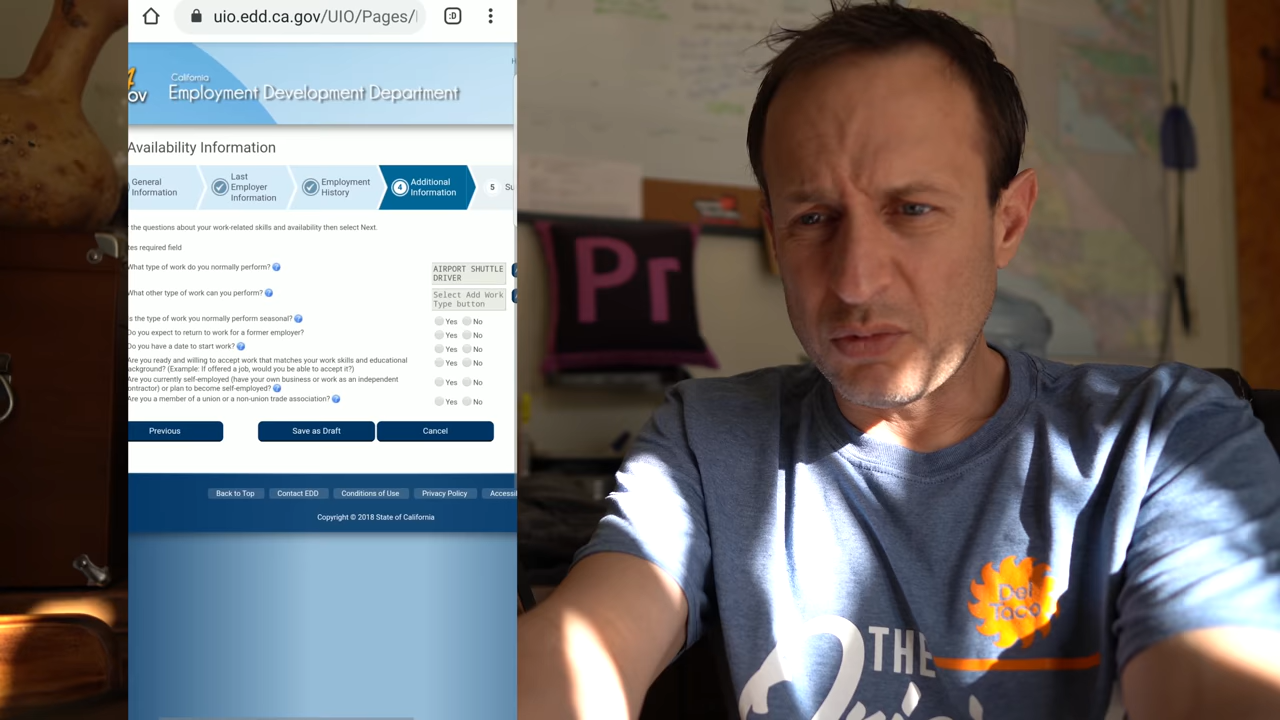 uio.edd.ca.gov/UIO/Pages/
:D
OV
California
Employment Development Department
Availability Information
General Information
Last Employer Information
Employment History
4 Additional Information
5 Su
the questions about your work-related skills and availability then select Next.
tes required field
What type of work do you normally perform?
AIRPORT SHUTTLE
DRIVER
What other type of work can you perform?
Select Add Work
Type button
Is the type of work you normally perform seasonal? Yes No
Do you expect to return to work for a former employer? Yes No
Do you have a date to start work? Yes No
Are you ready and willing to accept work that matches your work skills and educational
background? (Example: If offered a job, would you be able to accept it?) Yes No
Are you currently self-employed (have your own business or work as an independent
ontractor) or plan to become self-employed? Yes No
Are you a member of a union or a non-union trade association? Yes No
Previous Save as Draft Cancel
Back to Top Contact EDD Conditions of Use Privacy Policy Accessi
Copyright © 2018 State of California
Pr
Del
Taco
THE